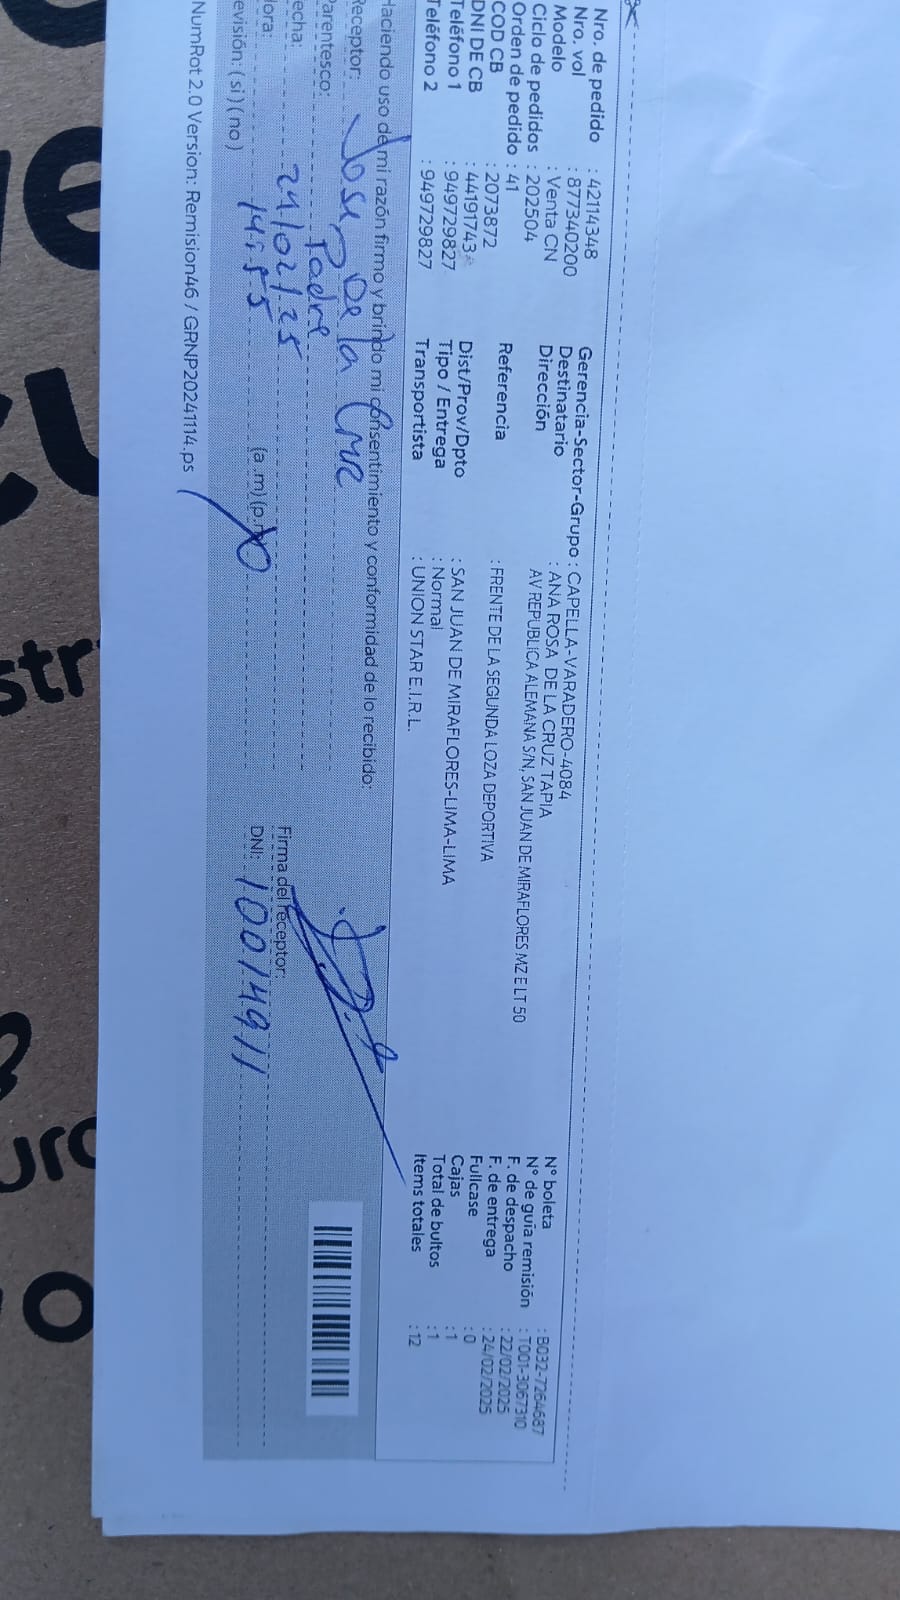 Nro. de pedido : 42114348
Nro. vol : 877340200
Modelo : Venta CN
Ciclo de pedidos : 202504
Orden de pedido : 41
COD CB : 2073872
DNI DE CB : 44191743
Teléfono 1 : 949729827
Teléfono 2 : 949729827
Gerencia-Sector-Grupo : CAPELLA-VARADERO-4084
Destinatario : ANA ROSA DE LA CRUZ TAPIA
Dirección AV REPUBLICA ALEMANA S/N, SAN JUAN DE MIRAFLORES MZ E LT 50
Referencia : FRENTE DE LA SEGUNDA LOZA DEPORTIVA
Dist/Prov/Dpto : SAN JUAN DE MIRAFLORES-LIMA-LIMA
Tipo / Entrega : Normal
Transportista : UNION STAR E.I.R.L.
N° boleta : B032-7264687
N° de guía remisión : T001-3067310
F. de despacho : 22/02/2025
F. de entrega : 24/02/2025
Fullcase : 0
Cajas : 1
Total de bultos : 1
Items totales : 12
Haciendo uso de mi razón firmo y brindo mi consentimiento y conformidad de lo recibido:
Receptor: Jose De la Cruz
Parentesco: Padre
echa: 24/02/25
Hora: 14:55 (a.m)(p.m)
evisión: (si) (no)
Firma del receptor:
DNI: 10014911
NumRot 2.0 Version: Remision46 / GRNP20241114.ps
str